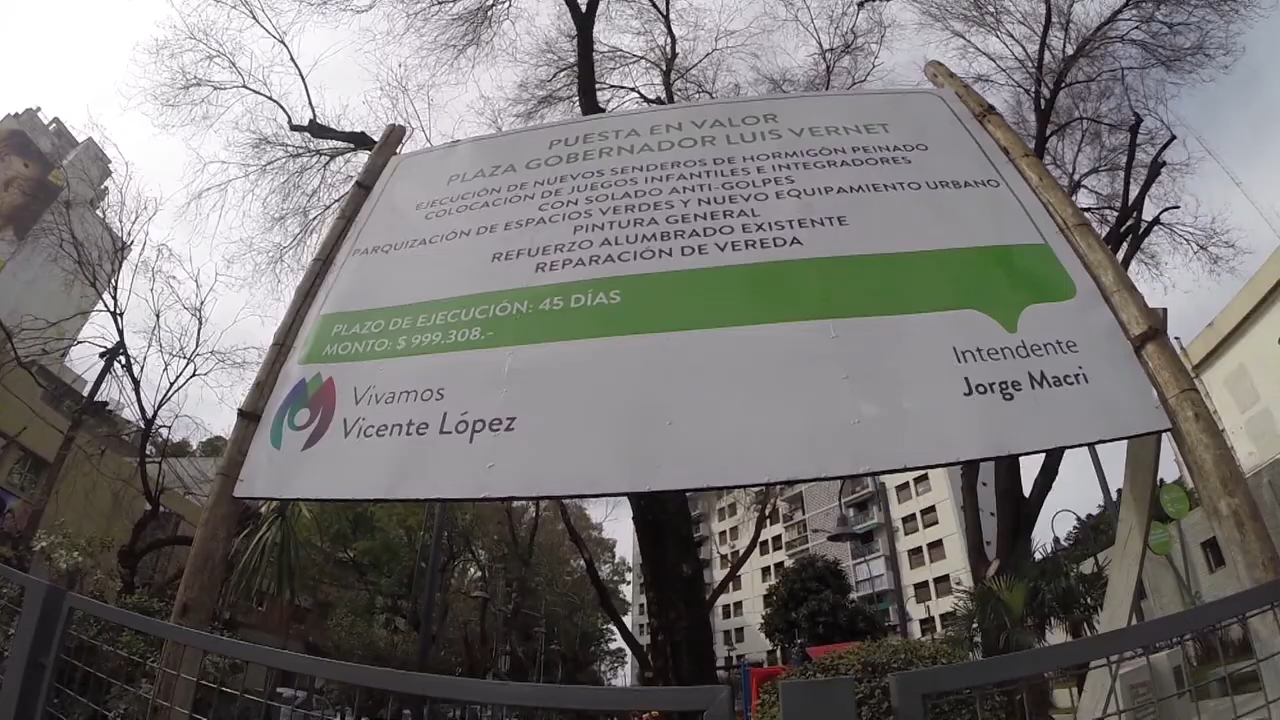 PUESTA EN VALOR
PLAZA GOBERNADOR LUIS VERNET
EJECUCIÓN DE NUEVOS SENDEROS DE HORMIGÓN PEINADO
COLOCACIÓN DE JUEGOS INFANTILES E INTEGRADORES
CON SOLADO ANTI-GOLPES
PARQUIZACIÓN DE ESPACIOS VERDES Y NUEVO EQUIPAMIENTO URBANO
PINTURA GENERAL
REFUERZO ALUMBRADO EXISTENTE
REPARACIÓN DE VEREDA
PLAZO DE EJECUCIÓN: 45 DÍAS
MONTO: $ 999.308.-
Vivamos
Vicente López
Intendente
Jorge Macri